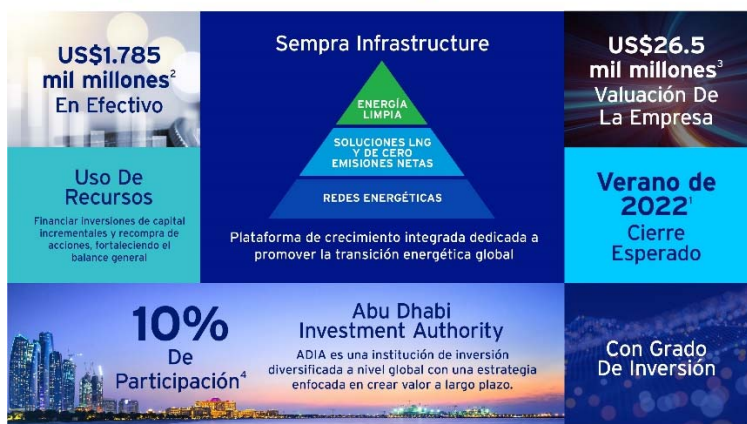 US$1.785
mil millones²
En Efectivo
Sempra Infrastructure
ENERGÍA
LIMPIA
SOLUCIONES LNG
Y DE CERO
EMISIONES NETAS
REDES ENERGÉTICAS
Plataforma de crecimiento integrada dedicada a
promover la transición energética global
US$26.5
mil millones³
Valuación De
La Empresa
Uso De
Recursos
Financiar inversiones de capital
incrementales y recompra de
acciones, fortaleciendo el
balance general
Verano de
2022¹
Cierre
Esperado
10%
De
Participación⁴
Abu Dhabi
Investment Authority
ADIA es una institución de inversión
diversificada a nivel global con una estrategia
enfocada en crear valor a largo plazo.
Con Grado
De Inversión